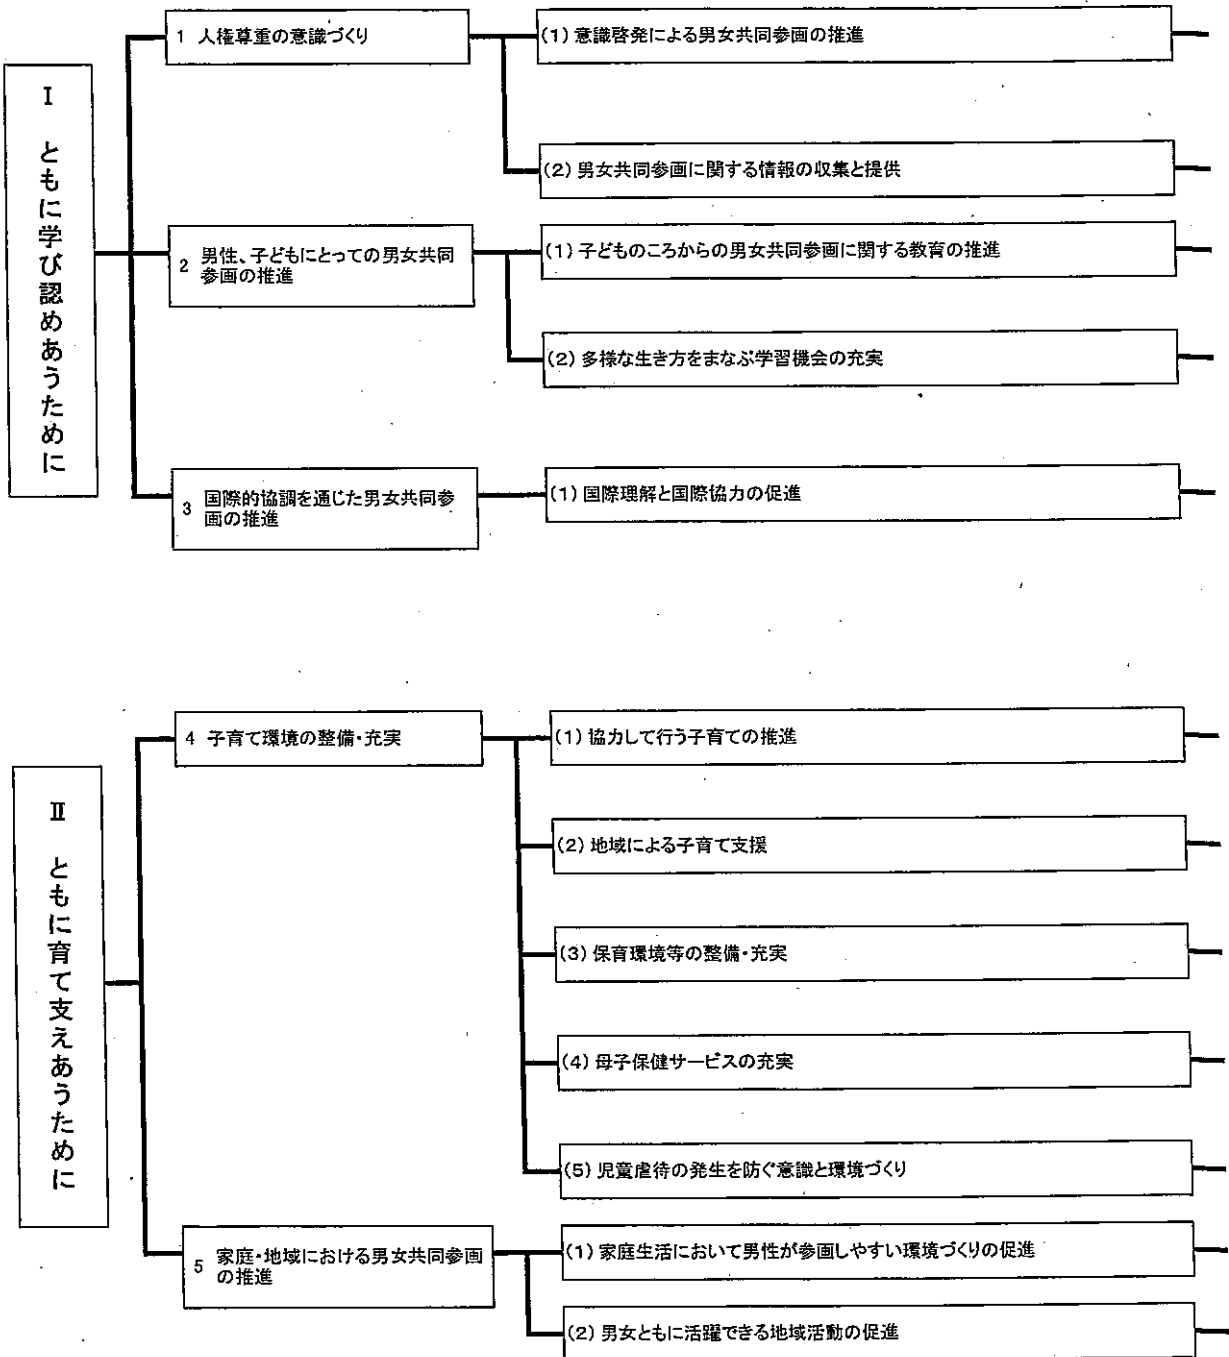 Ⅰ ともに学び認めあうために
1 人権尊重の意識づくり
(1) 意識啓発による男女共同参画の推進
(2) 男女共同参画に関する情報の収集と提供
2 男性、子どもにとっての男女共同
参画の推進
(1) 子どものころからの男女共同参画に関する教育の推進
(2) 多様な生き方をまなぶ学習機会の充実
3 国際的協調を通じた男女共同参
画の推進
(1) 国際理解と国際協力の促進
Ⅱ ともに育て支えあうために
4 子育て環境の整備・充実
(1) 協力して行う子育ての推進
(2) 地域による子育て支援
(3) 保育環境等の整備・充実
(4) 母子保健サービスの充実
(5) 児童虐待の発生を防ぐ意識と環境づくり
5 家庭・地域における男女共同参画
の推進
(1) 家庭生活において男性が参画しやすい環境づくりの促進
(2) 男女ともに活躍できる地域活動の促進